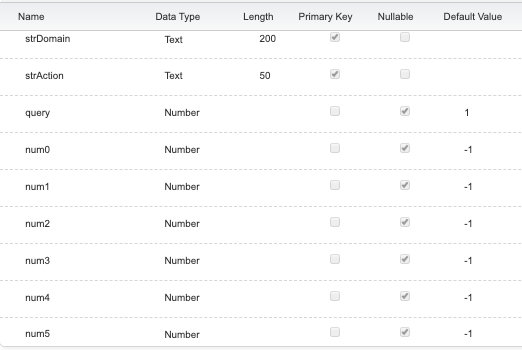 Name Data Type Length Primary Key Nullable Default Value
strDomain Text 200
strAction Text 50
query Number 1
num0 Number -1
num1 Number -1
num2 Number -1
num3 Number -1
num4 Number -1
num5 Number -1